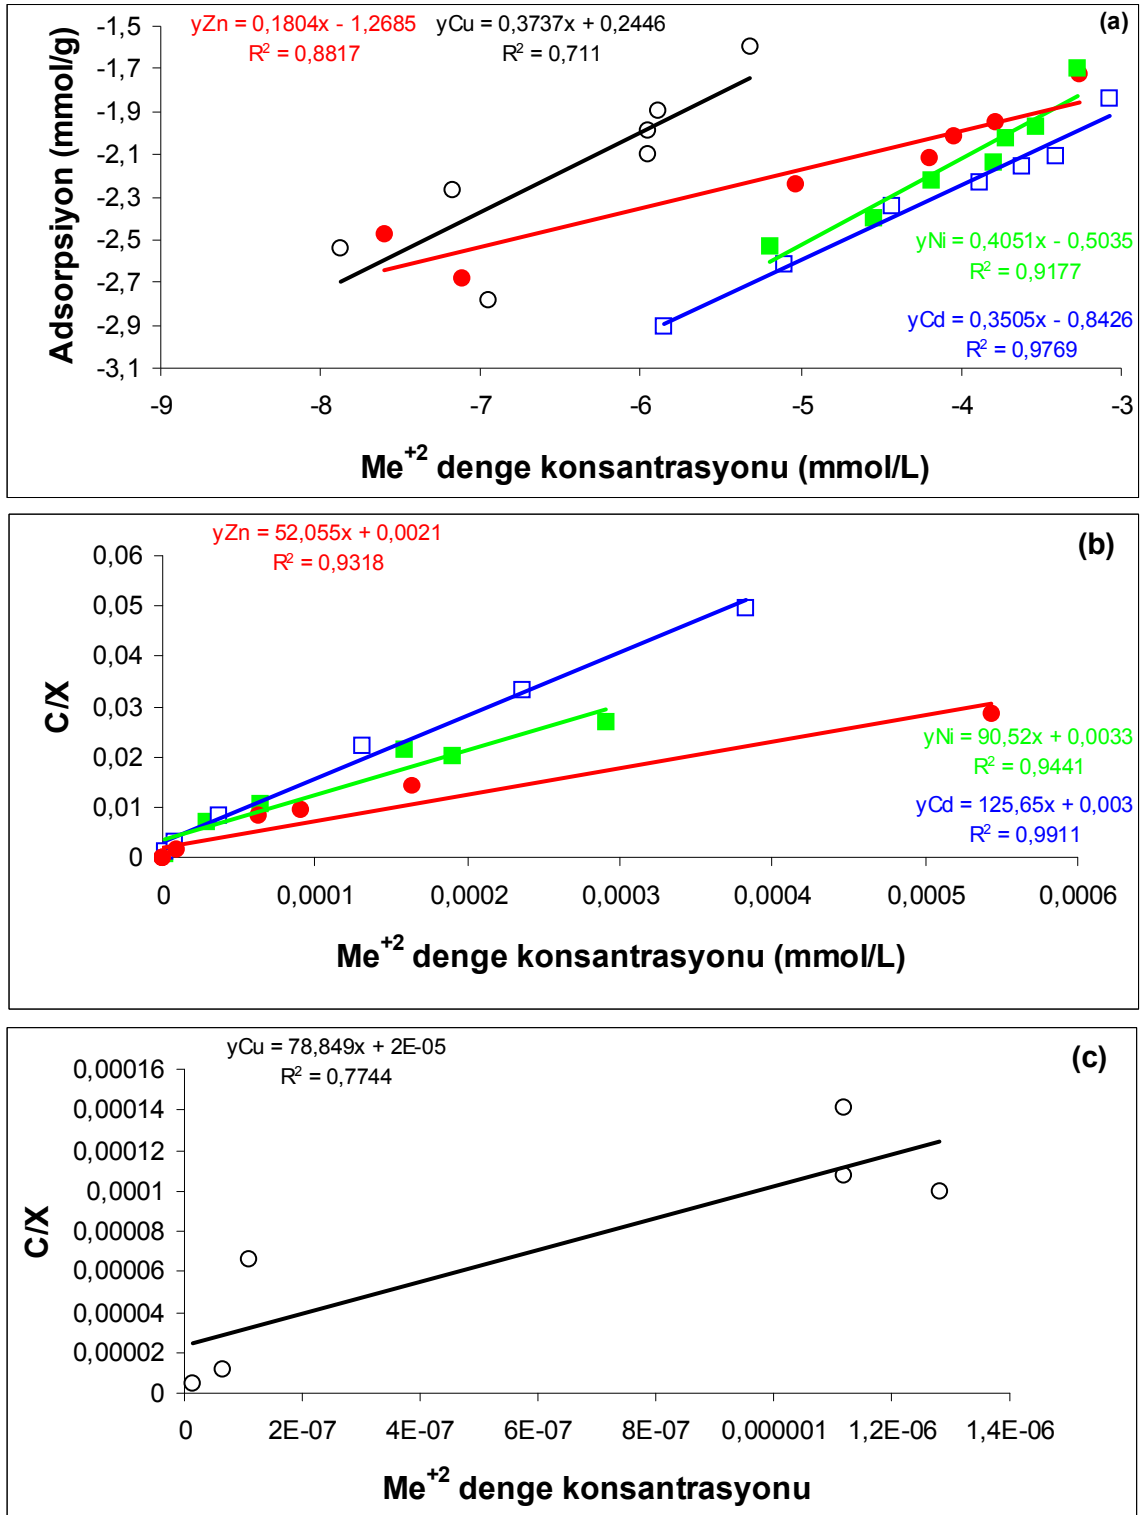 yZn = 0,1804x - 1,2685
R² = 0,8817
yCu = 0,3737x + 0,2446
R² = 0,711
(a)
Adsorpsiyon (mmol/g)
-1,5
-1,7
-1,9
-2,1
-2,3
-2,5
-2,7
-2,9
-3,1
yNi = 0,4051x - 0,5035
R² = 0,9177
yCd = 0,3505x - 0,8426
R² = 0,9769
-9 -8 -7 -6 -5 -4 -3
Me⁺² denge konsantrasyonu (mmol/L)
yZn = 52,055x + 0,0021
R² = 0,9318
(b)
C/X
0,06
0,05
0,04
0,03
0,02
0,01
0
yNi = 90,52x + 0,0033
R² = 0,9441
yCd = 125,65x + 0,003
R² = 0,9911
0 0,0001 0,0002 0,0003 0,0004 0,0005 0,0006
Me⁺² denge konsantrasyonu (mmol/L)
yCu = 78,849x + 2E-05
R² = 0,7744
(c)
C/X
0,00016
0,00014
0,00012
0,0001
0,00008
0,00006
0,00004
0,00002
0
0 2E-07 4E-07 6E-07 8E-07 0,000001 1,2E-06 1,4E-06
Me⁺² denge konsantrasyonu